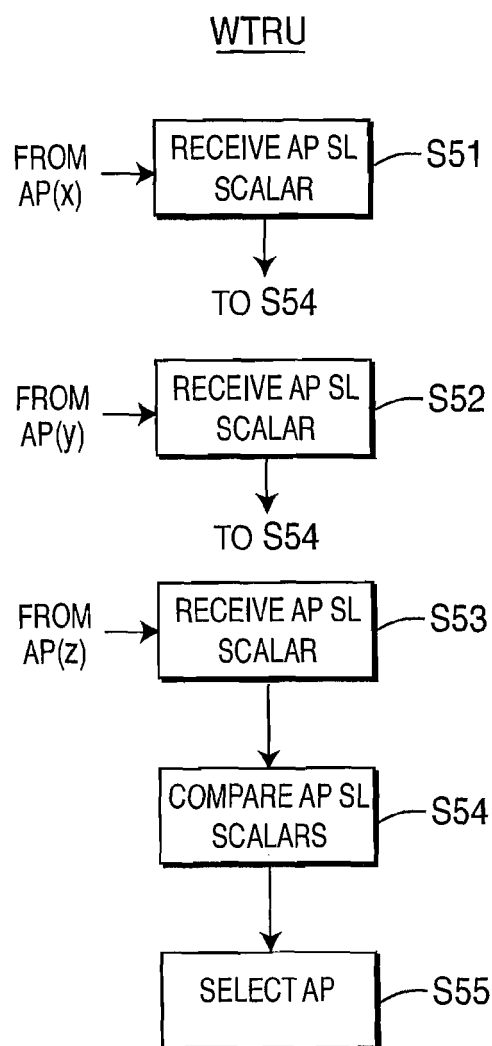 WTRU
FROM
AP(x)
RECEIVE AP SL
SCALAR
S51
TO S54
FROM
AP(y)
RECEIVE AP SL
SCALAR
S52
TO S54
FROM
AP(z)
RECEIVE AP SL
SCALAR
S53
COMPARE AP SL
SCALARS
S54
SELECT AP
S55